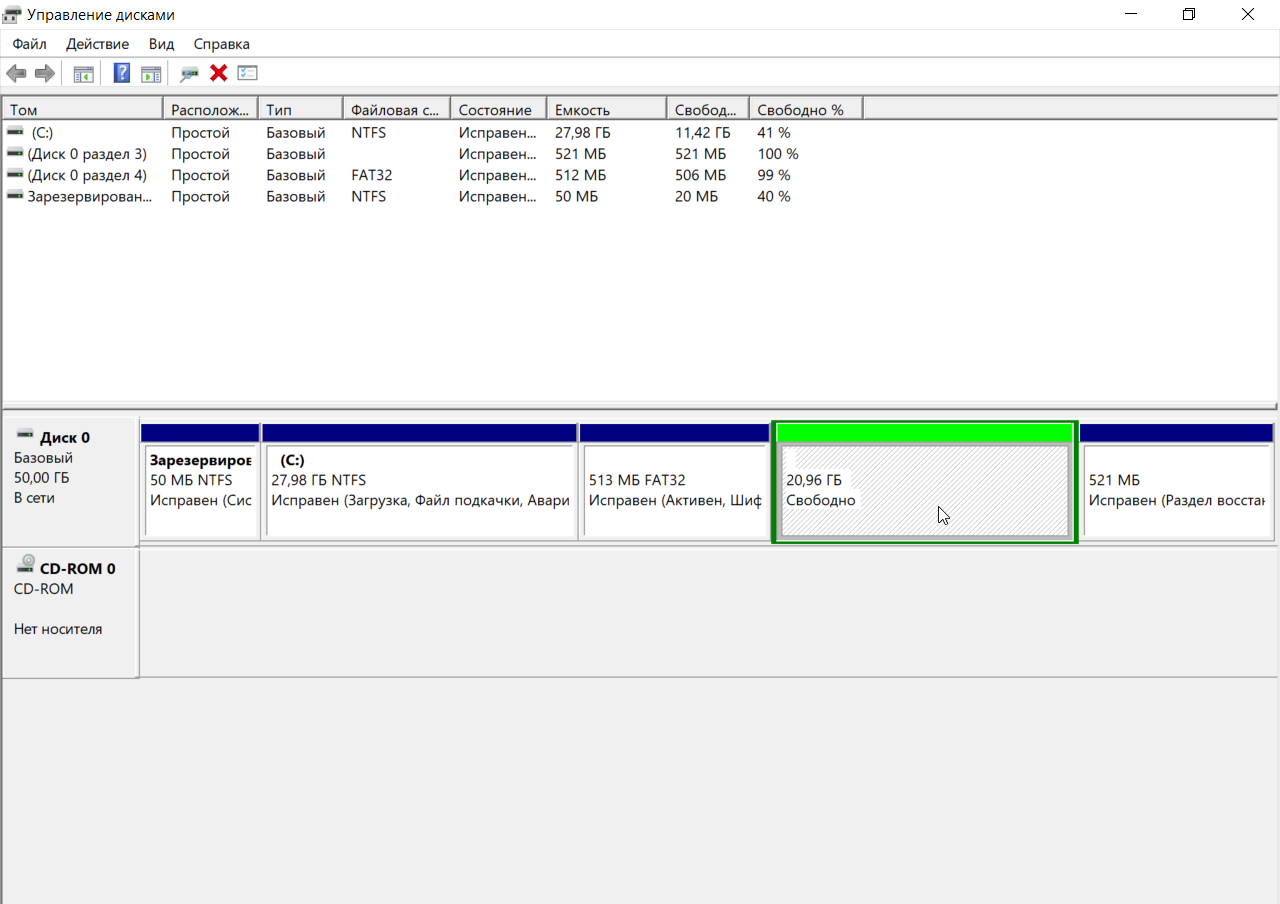 Управление дисками
Файл Действие Вид Справка
Том Располож... Тип Файловая с... Состояние Емкость Свобод... Свободно %
(C:) Простой Базовый NTFS Исправен... 27,98 ГБ 11,42 ГБ 41 %
(Диск 0 раздел 3) Простой Базовый Исправен... 521 МБ 521 МБ 100 %
(Диск 0 раздел 4) Простой Базовый FAT32 Исправен... 512 МБ 506 МБ 99 %
Зарезервирован... Простой Базовый NTFS Исправен... 50 МБ 20 МБ 40 %
Диск 0
Базовый
50,00 ГБ
В сети
Зарезервиров
50 МБ NTFS
Исправен (Сис
(C:)
27,98 ГБ NTFS
Исправен (Загрузка, Файл подкачки, Авари
513 МБ FAT32
Исправен (Активен, Шиф
20,96 ГБ
Свободно
521 МБ
Исправен (Раздел восстан
CD-ROM 0
CD-ROM
Нет носителя